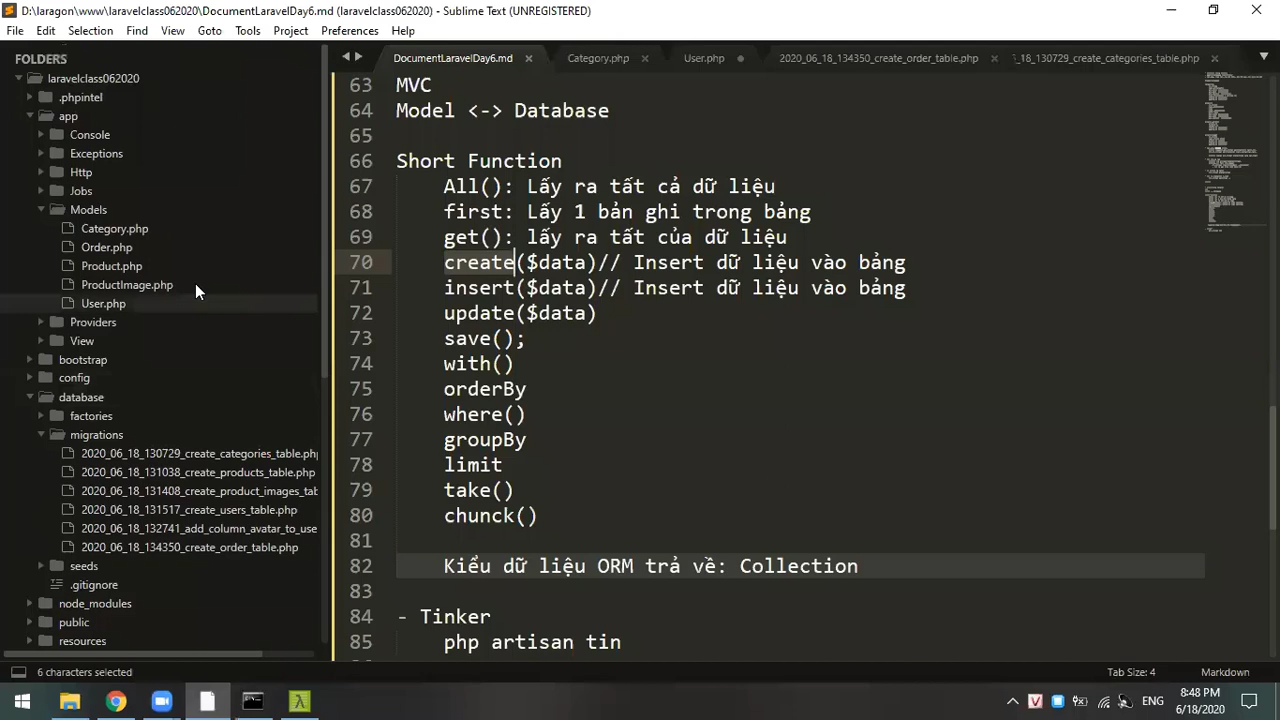 D:\laragon\www\laravelclass062020\DocumentLaravelDay6.md (laravelclass062020) - Sublime Text (UNREGISTERED)
File Edit Selection Find View Goto Tools Project Preferences Help
FOLDERS
laravelclass062020
.phpintel
app
Console
Exceptions
Http
Jobs
Models
Category.php
Order.php
Product.php
ProductImage.php
User.php
Providers
View
bootstrap
config
database
factories
migrations
2020_06_18_130729_create_categories_table.php
2020_06_18_131038_create_products_table.php
2020_06_18_131408_create_product_images_tab
2020_06_18_131517_create_users_table.php
2020_06_18_132741_add_column_avatar_to_use
2020_06_18_134350_create_order_table.php
seeds
.gitignore
node_modules
public
resources
DocumentLaravelDay6.md Category.php User.php 2020_06_18_134350_create_order_table.php _18_130729_create_categories_table.php
63 MVC
64 Model <-> Database
65
66 Short Function
67 All(): Lấy ra tất cả dữ liệu
68 first: Lấy 1 bản ghi trong bảng
69 get(): lấy ra tất của dữ liệu
70 create($data)// Insert dữ liệu vào bảng
71 insert($data)// Insert dữ liệu vào bảng
72 update($data)
73 save();
74 with()
75 orderBy
76 where()
77 groupBy
78 limit
79 take()
80 chunck()
81
82 Kiểu dữ liệu ORM trả về: Collection
83
84 - Tinker
85 php artisan tin
6 characters selected Tab Size: 4 Markdown
ENG
8:48 PM
6/18/2020